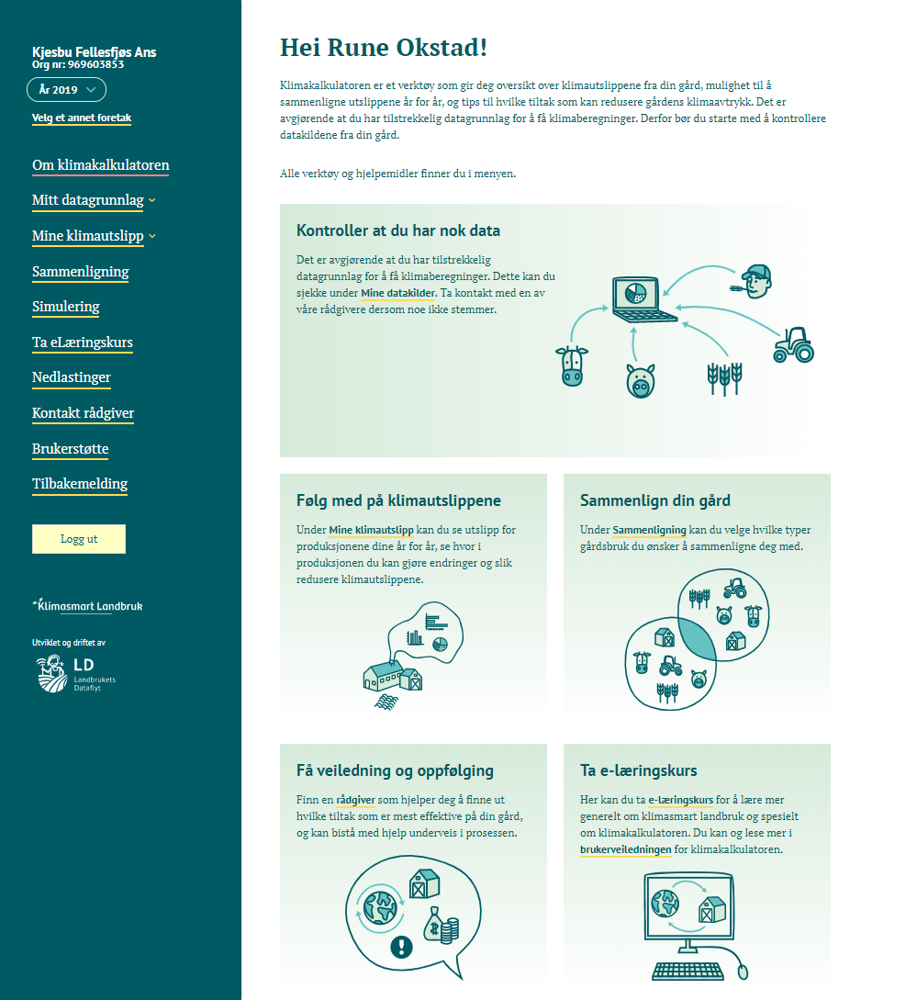 Kjesbu Fellesfjøs Ans
Org nr: 969603853
År 2019
Velg et annet foretak
Om klimakalkulatoren
Mitt datagrunnlag
Mine klimautslipp
Sammenligning
Simulering
Ta eLæringskurs
Nedlastinger
Kontakt rådgiver
Brukerstøtte
Tilbakemelding
Logg ut
Klimasmart Landbruk
Utviklet og driftet av
LD
Landbrukets
Dataflyt
Hei Rune Okstad!
Klimakalkulatoren er et verktøy som gir deg oversikt over klimautslippene fra din gård, mulighet til å
sammenligne utslippene år for år, og tips til hvilke tiltak som kan redusere gårdens klimaavtrykk. Det er
avgjørende at du har tilstrekkelig datagrunnlag for å få klimaberegninger. Derfor bør du starte med å kontrollere
datakildene fra din gård.
Alle verktøy og hjelpemidler finner du i menyen.
Kontroller at du har nok data
Det er avgjørende at du har tilstrekkelig
datagrunnlag for å få klimaberegninger. Dette kan du
sjekke under Mine datakilder. Ta kontakt med en av
våre rådgivere dersom noe ikke stemmer.
Følg med på klimautslippene
Under Mine klimautslipp kan du se utslipp for
produksjonene dine år for år, se hvor i
produksjonen du kan gjøre endringer og slik
redusere klimautslippene.
Sammenlign din gård
Under Sammenligning kan du velge hvilke typer
gårdsbruk du ønsker å sammenligne deg med.
Få veiledning og oppfølging
Finn en rådgiver som hjelper deg å finne ut
hvilke tiltak som er mest effektive på din gård,
og kan bistå med hjelp underveis i prosessen.
Ta e-læringskurs
Her kan du ta e-læringskurs for å lære mer
generelt om klimasmart landbruk og spesielt
om klimakalkulatoren. Du kan og lese mer i
brukerveiledningen for klimakalkulatoren.